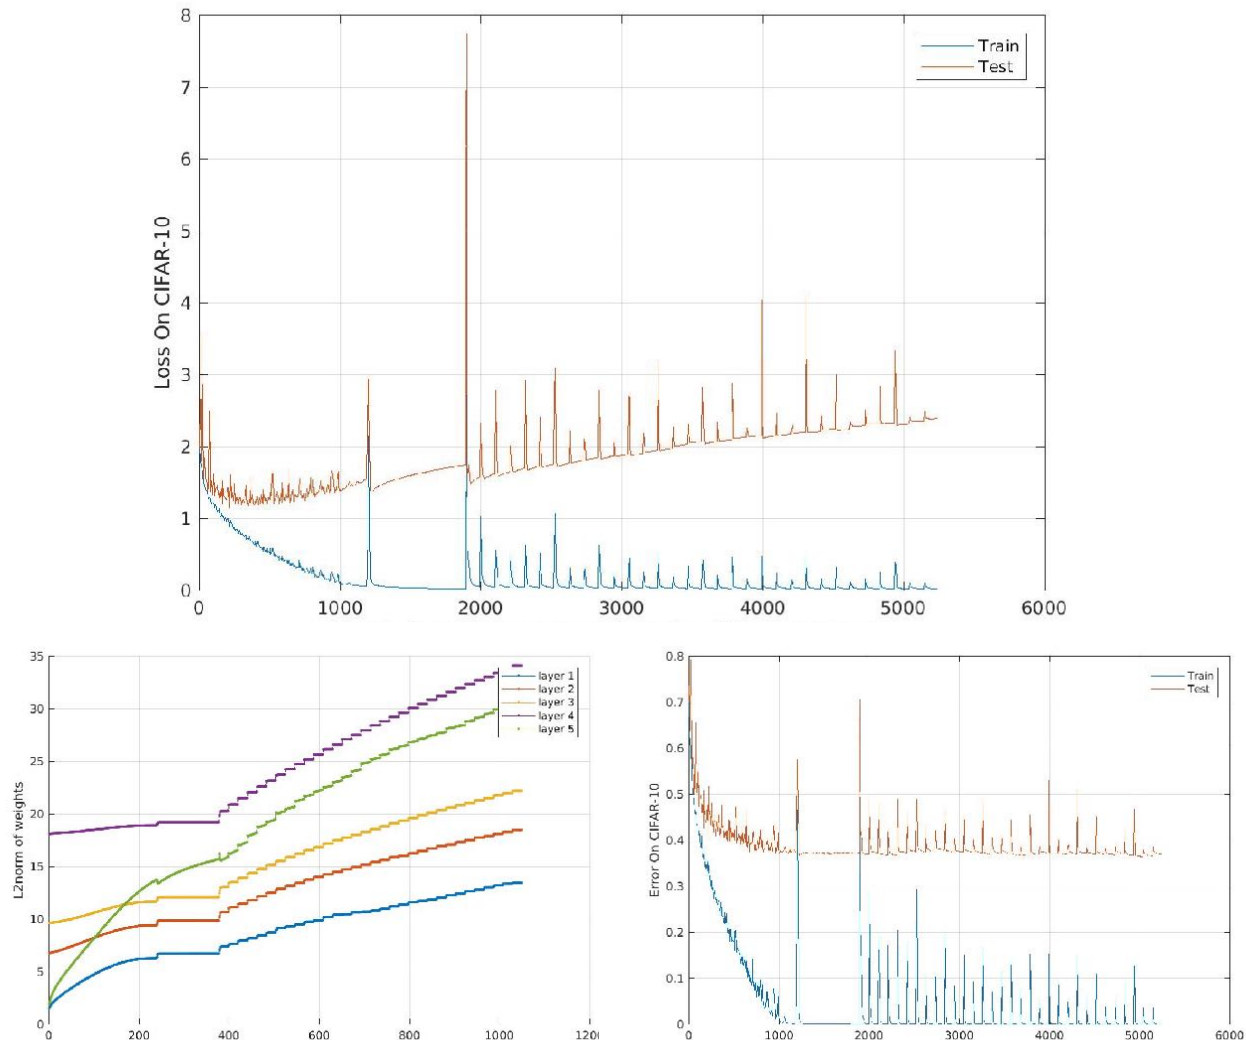 8
7
6
5
4
3
2
1
0
Loss On CIFAR-10
Train
Test
0 1000 2000 3000 4000 5000 6000
35
30
25
20
15
10
5
0
L2norm of weights
layer 1
layer 2
layer 3
layer 4
layer 5
0 200 400 600 800 1000 120
0.8
0.7
0.6
0.5
0.4
0.3
0.2
0.1
0
Error On CIFAR-10
Train
Test
0 1000 2000 3000 4000 5000 6000